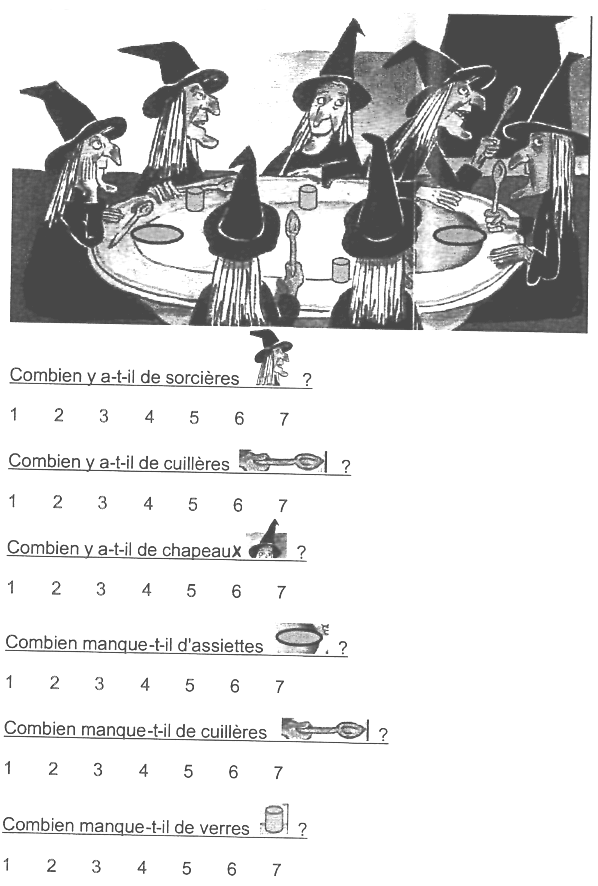 Combien y a-t-il de sorcières ?
1 2 3 4 5 6 7
Combien y a-t-il de cuillères ?
1 2 3 4 5 6 7
Combien y a-t-il de chapeaux ?
1 2 3 4 5 6 7
Combien manque-t-il d'assiettes ?
1 2 3 4 5 6 7
Combien manque-t-il de cuillères ?
1 2 3 4 5 6 7
Combien manque-t-il de verres ?
1 2 3 4 5 6 7